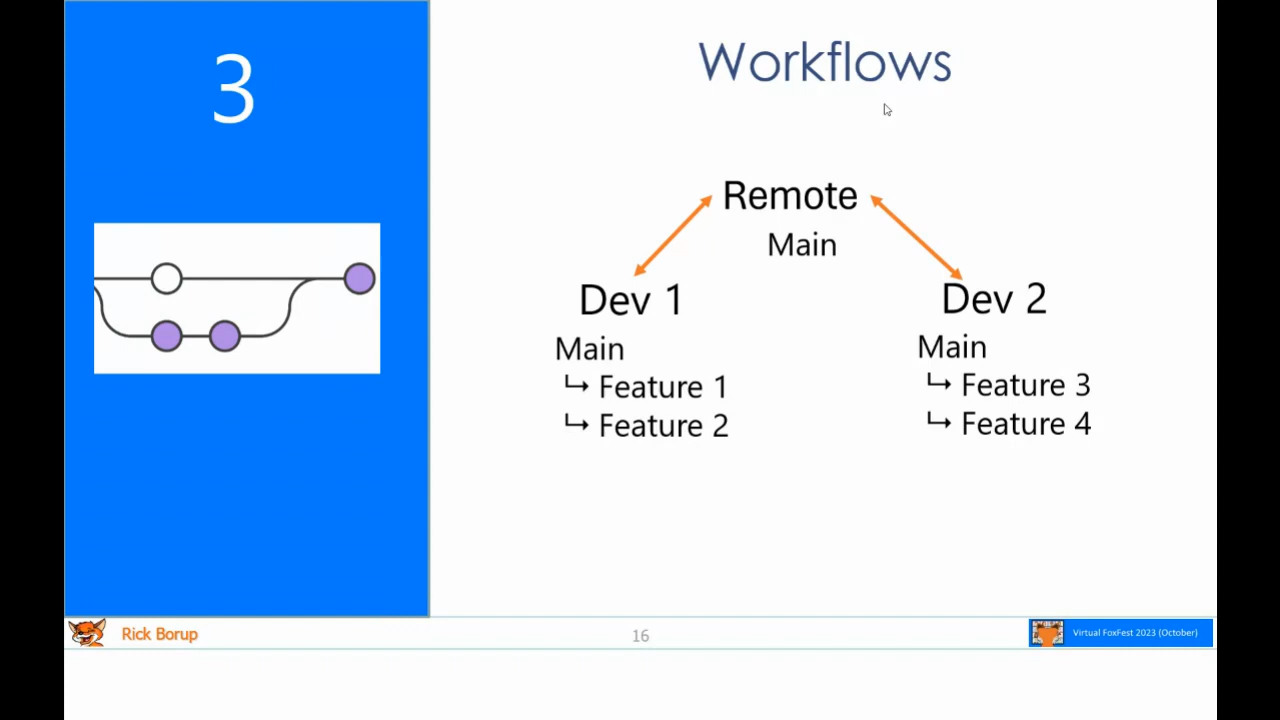 3
Workflows
Remote
Main
Dev 1
Main
↳ Feature 1
↳ Feature 2
Dev 2
Main
↳ Feature 3
↳ Feature 4
Rick Borup
16
Virtual FoxFest 2023 (October)